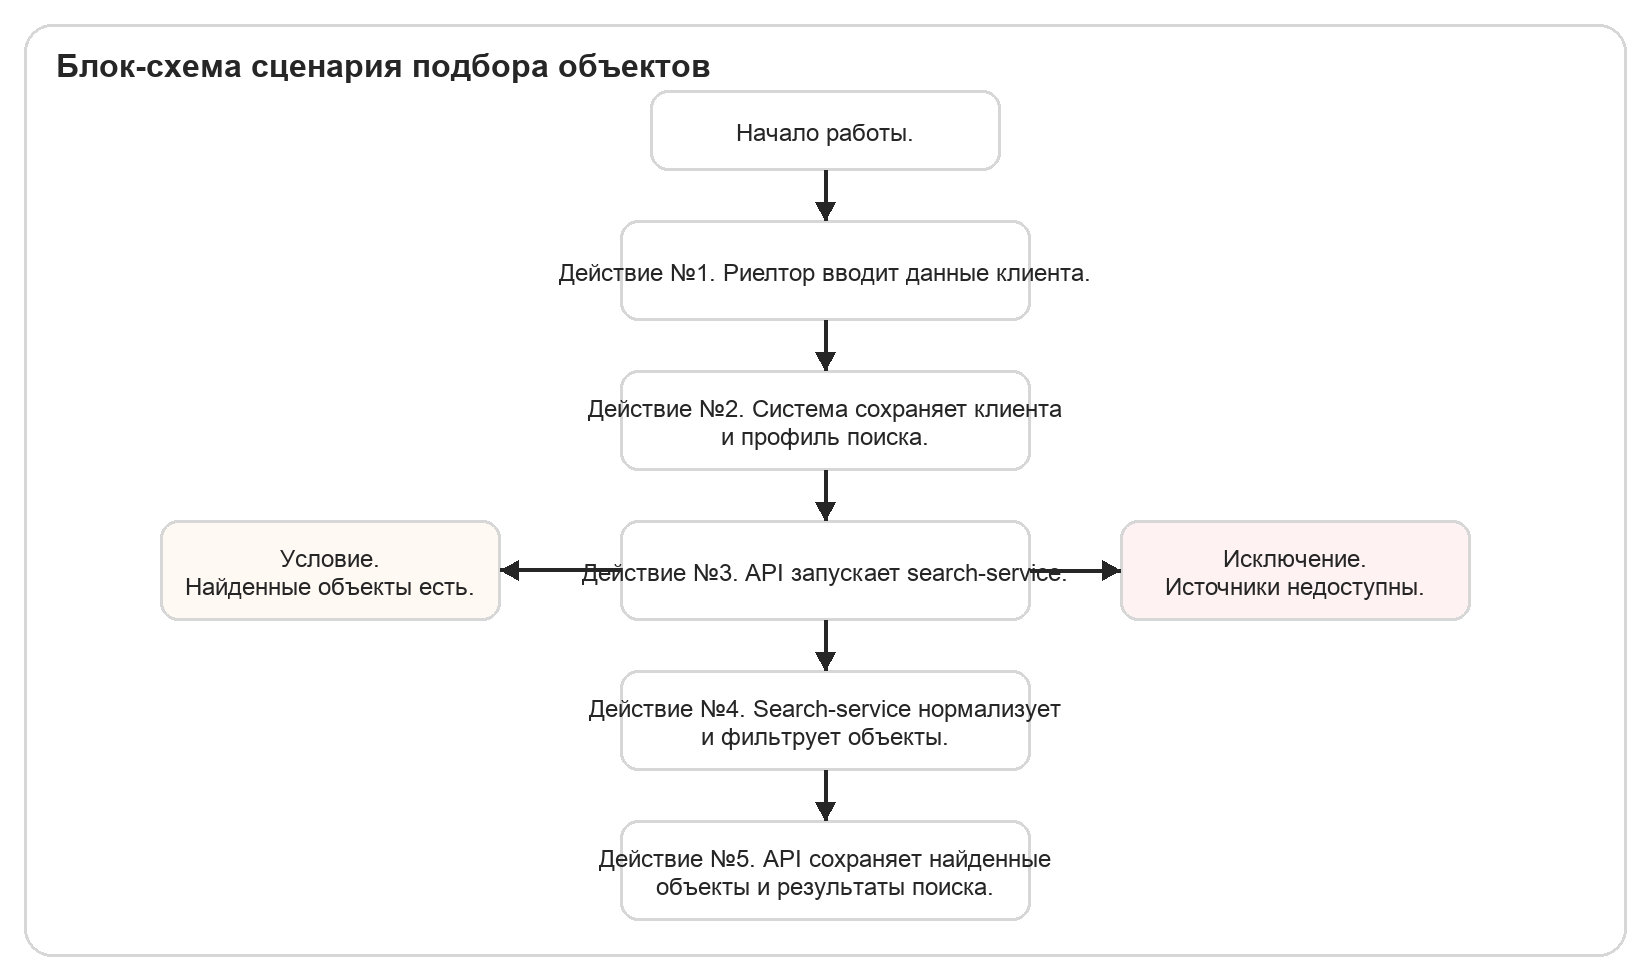 Блок-схема сценария подбора объектов
Начало работы.
Действие №1. Риелтор вводит данные клиента.
Действие №2. Система сохраняет клиента
и профиль поиска.
Условие.
Найденные объекты есть.
Действие №3. API запускает search-service.
Исключение.
Источники недоступны.
Действие №4. Search-service нормализует
и фильтрует объекты.
Действие №5. API сохраняет найденные
объекты и результаты поиска.